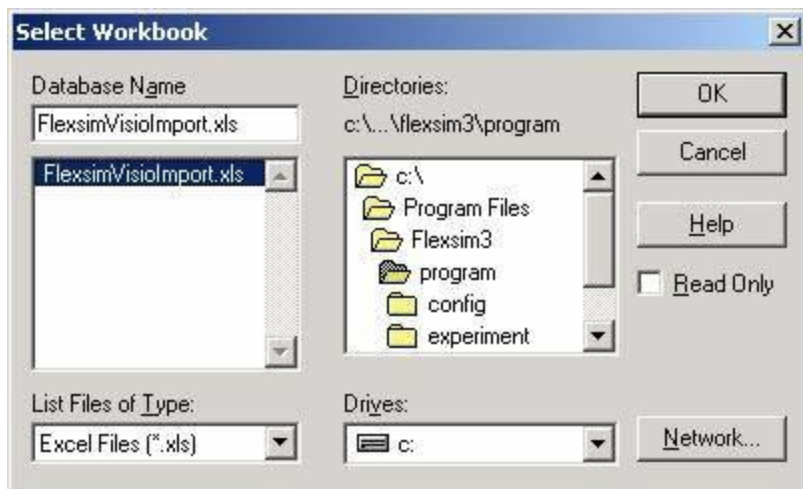 Select Workbook
Database Name
FlexsimVisioImport.xls
FlexsimVisioImport.xls
List Files of Type:
Excel Files (*.xls)
Directories:
c:\...\flexsim3\program
c:\
Program Files
Flexsim3
program
config
experiment
Drives:
c:
OK
Cancel
Help
Read Only
Network...